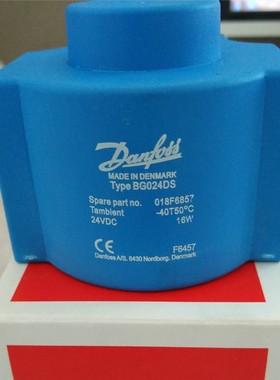 Danfoss
MADE IN DENMARK
Type BG024DS
Spare part no. 018F6857
Tambient -40T50°C
24VDC 16W
CE F6457
Danfoss A/S, 6430 Nordborg, Denmark